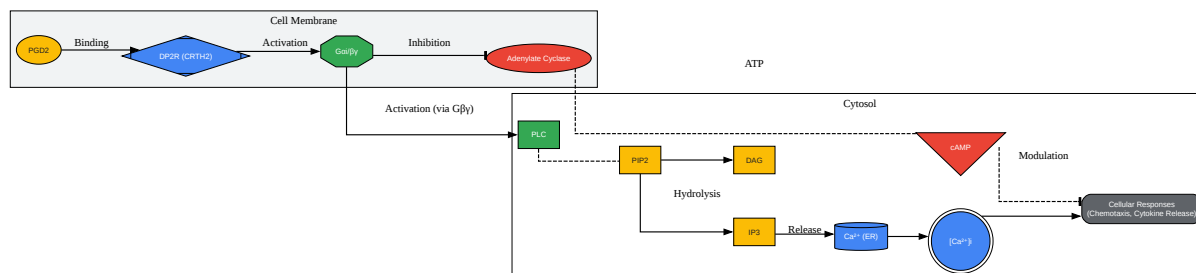 Cell Membrane
PGD2
Binding
DP2R (CRTH2)
Activation
Gαi/βγ
Inhibition
Adenylate Cyclase
ATP
Activation (via Gβγ)
Cytosol
PLC
PIP2
DAG
cAMP
Modulation
Hydrolysis
IP3
Release
Ca²⁺ (ER)
[Ca²⁺]i
Cellular Responses
(Chemotaxis, Cytokine Release)